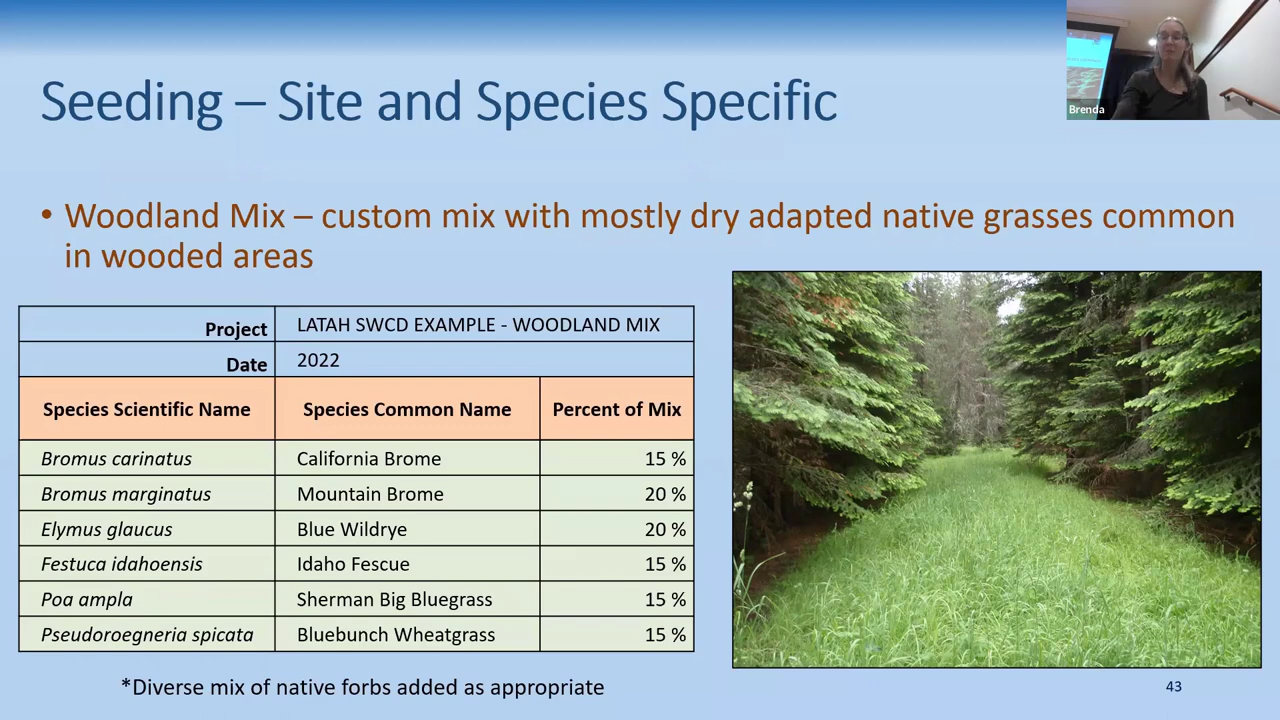 Brenda
Seeding – Site and Species Specific
• Woodland Mix – custom mix with mostly dry adapted native grasses common
in wooded areas
Project LATAH SWCD EXAMPLE - WOODLAND MIX
Date 2022
Species Scientific Name Species Common Name Percent of Mix
Bromus carinatus California Brome 15 %
Bromus marginatus Mountain Brome 20 %
Elymus glaucus Blue Wildrye 20 %
Festuca idahoensis Idaho Fescue 15 %
Poa ampla Sherman Big Bluegrass 15 %
Pseudoroegneria spicata Bluebunch Wheatgrass 15 %
*Diverse mix of native forbs added as appropriate
43